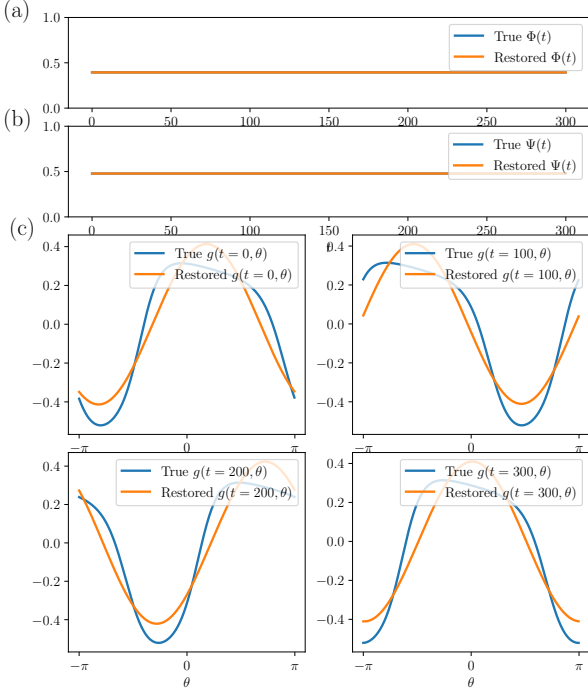 (a)
1.0
0.5
0.0
True Φ(t)
Restored Φ(t)
0 50 100 150 200 250 300
(b)
1.0
0.5
0.0
True Ψ(t)
Restored Ψ(t)
0 50 100 150 200 250 300
t
(c)
0.4
0.2
0.0
−0.2
−0.4
True g(t = 0, θ)
Restored g(t = 0, θ)
−π 0 π
0.4
0.2
0.0
−0.2
−0.4
True g(t = 100, θ)
Restored g(t = 100, θ)
−π 0 π
0.4
0.2
0.0
−0.2
−0.4
True g(t = 200, θ)
Restored g(t = 200, θ)
−π 0 π
θ
0.4
0.2
0.0
−0.2
−0.4
True g(t = 300, θ)
Restored g(t = 300, θ)
−π 0 π
θ